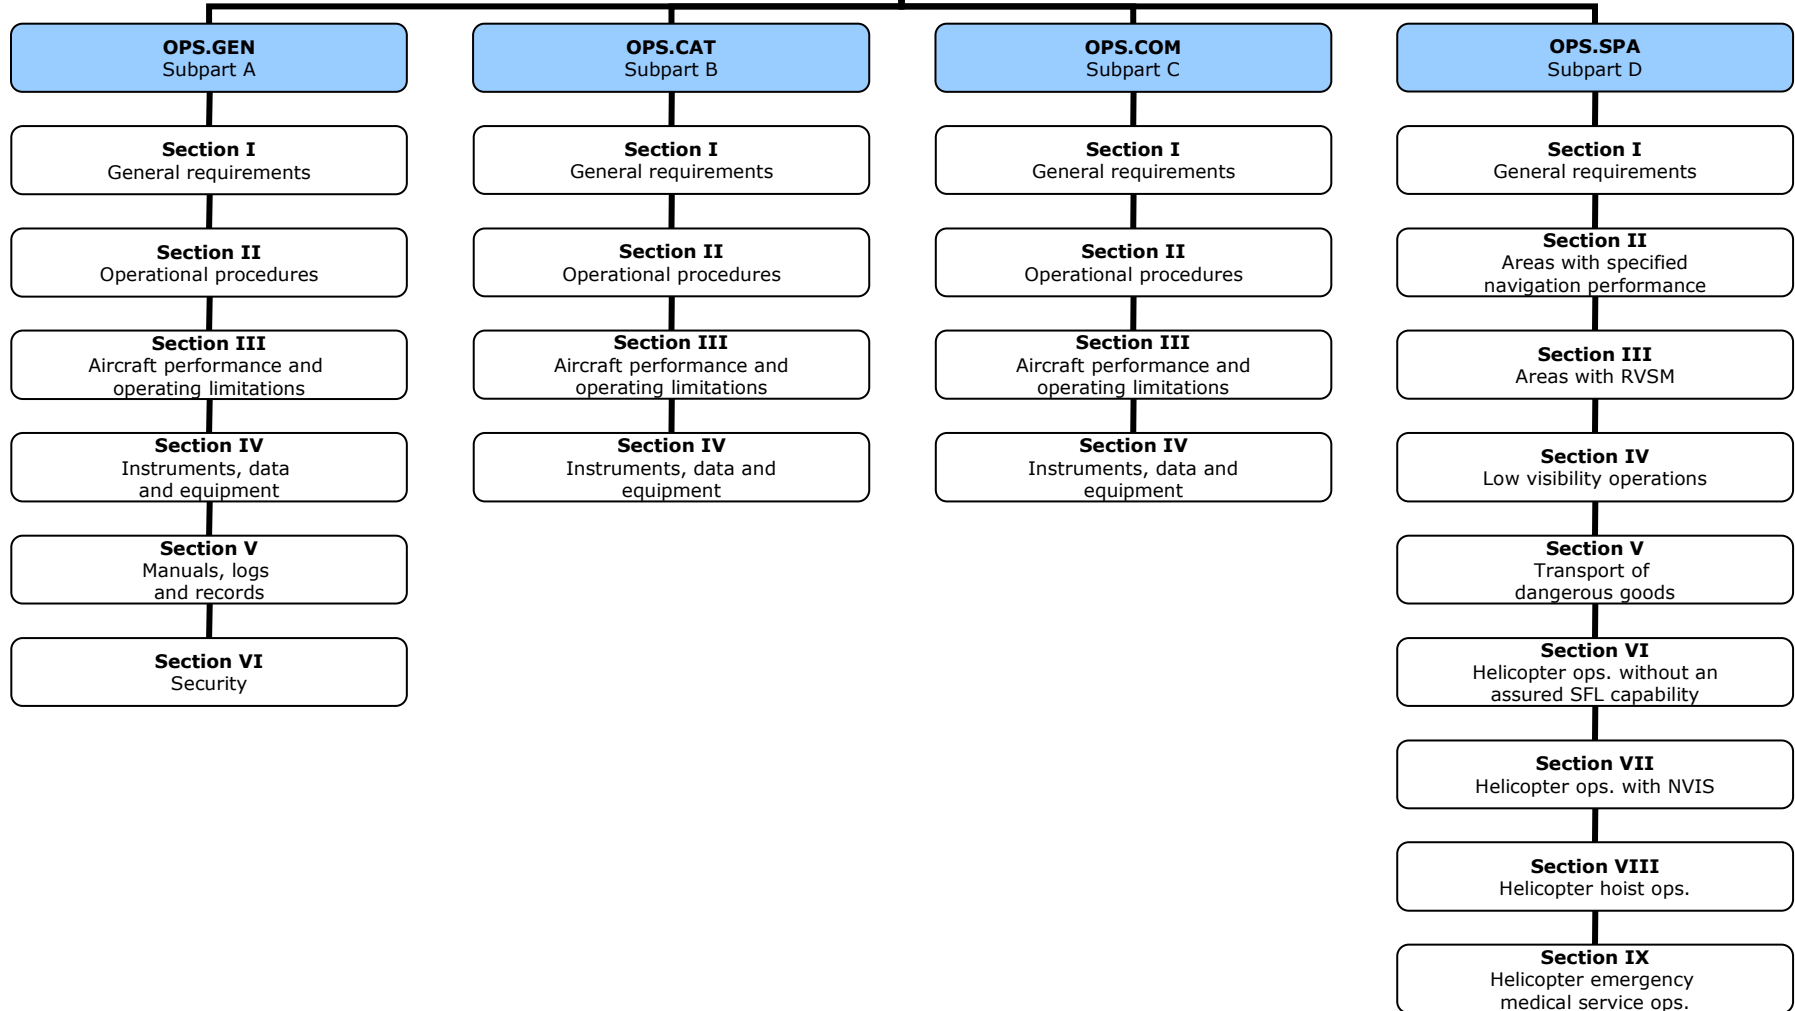 OPS.GEN
Subpart A
Section I
General requirements
Section II
Operational procedures
Section III
Aircraft performance and
operating limitations
Section IV
Instruments, data
and equipment
Section V
Manuals, logs
and records
Section VI
Security
OPS.CAT
Subpart B
Section I
General requirements
Section II
Operational procedures
Section III
Aircraft performance and
operating limitations
Section IV
Instruments, data and
equipment
OPS.COM
Subpart C
Section I
General requirements
Section II
Operational procedures
Section III
Aircraft performance and
operating limitations
Section IV
Instruments, data and
equipment
OPS.SPA
Subpart D
Section I
General requirements
Section II
Areas with specified
navigation performance
Section III
Areas with RVSM
Section IV
Low visibility operations
Section V
Transport of
dangerous goods
Section VI
Helicopter ops. without an
assured SFL capability
Section VII
Helicopter ops. with NVIS
Section VIII
Helicopter hoist ops.
Section IX
Helicopter emergency
medical service ops.